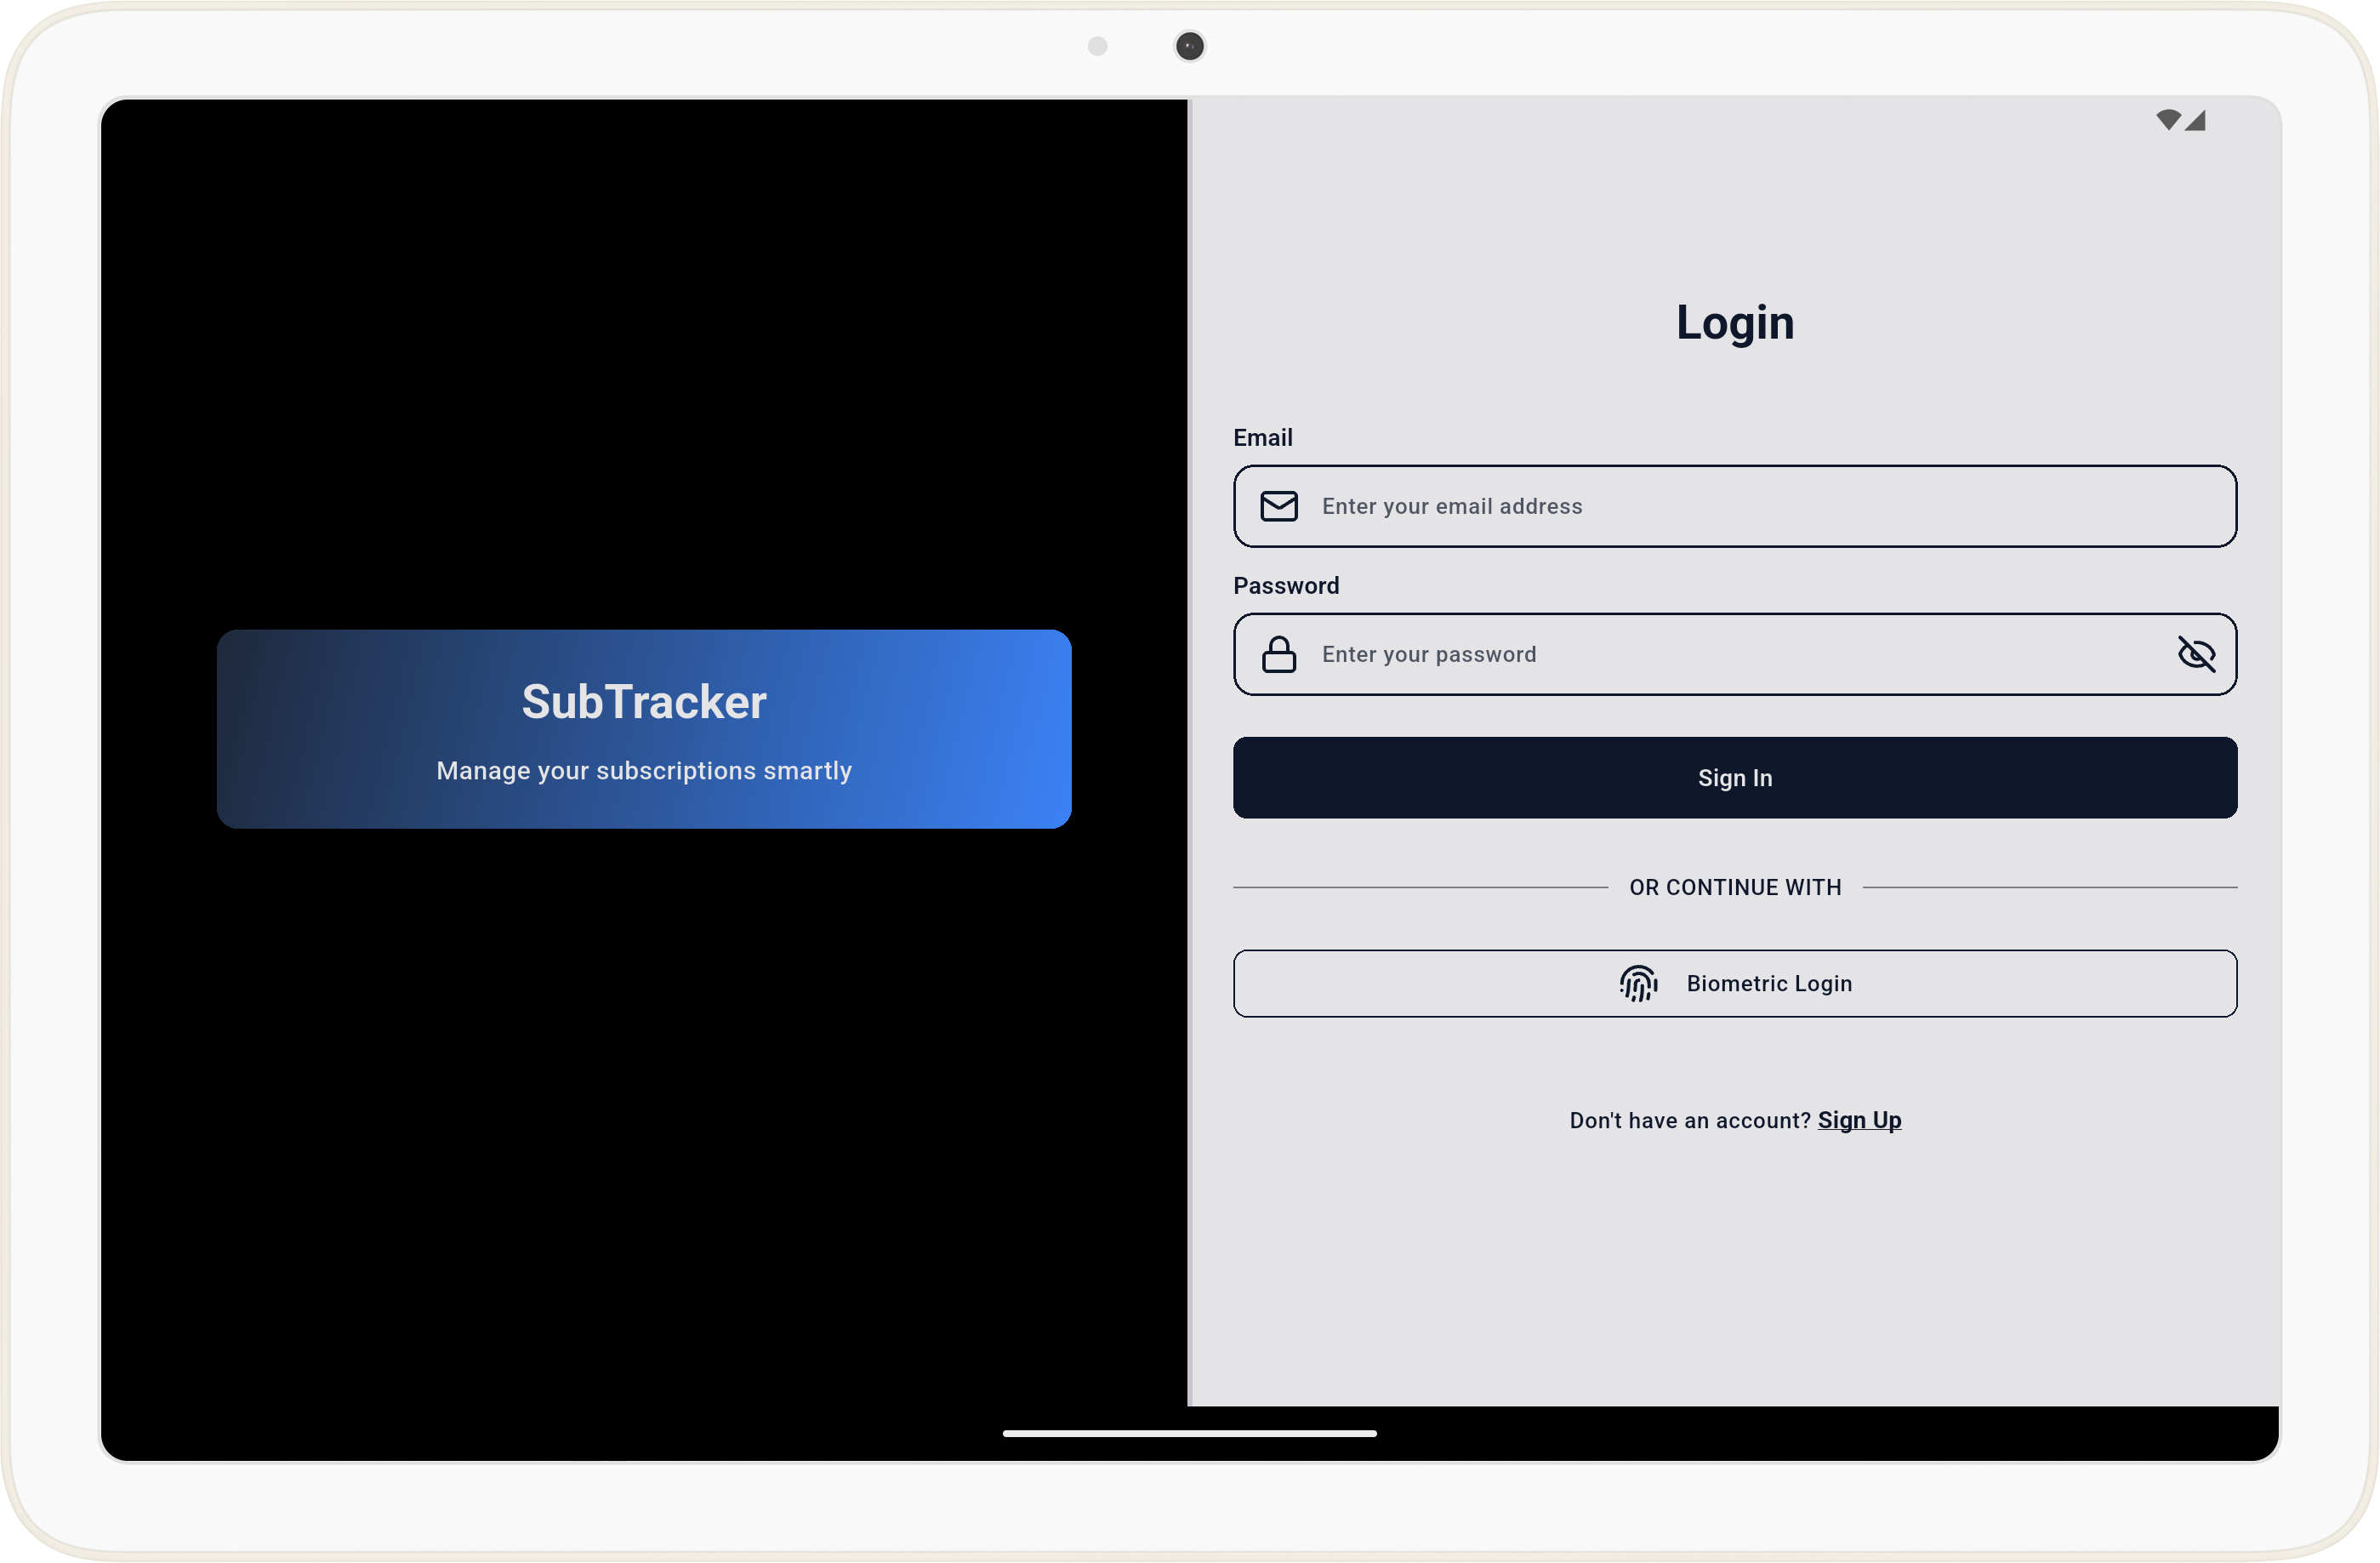 SubTracker
Manage your subscriptions smartly
Login
Email
Enter your email address
Password
Enter your password
Sign In
OR CONTINUE WITH
Biometric Login
Don't have an account? Sign Up